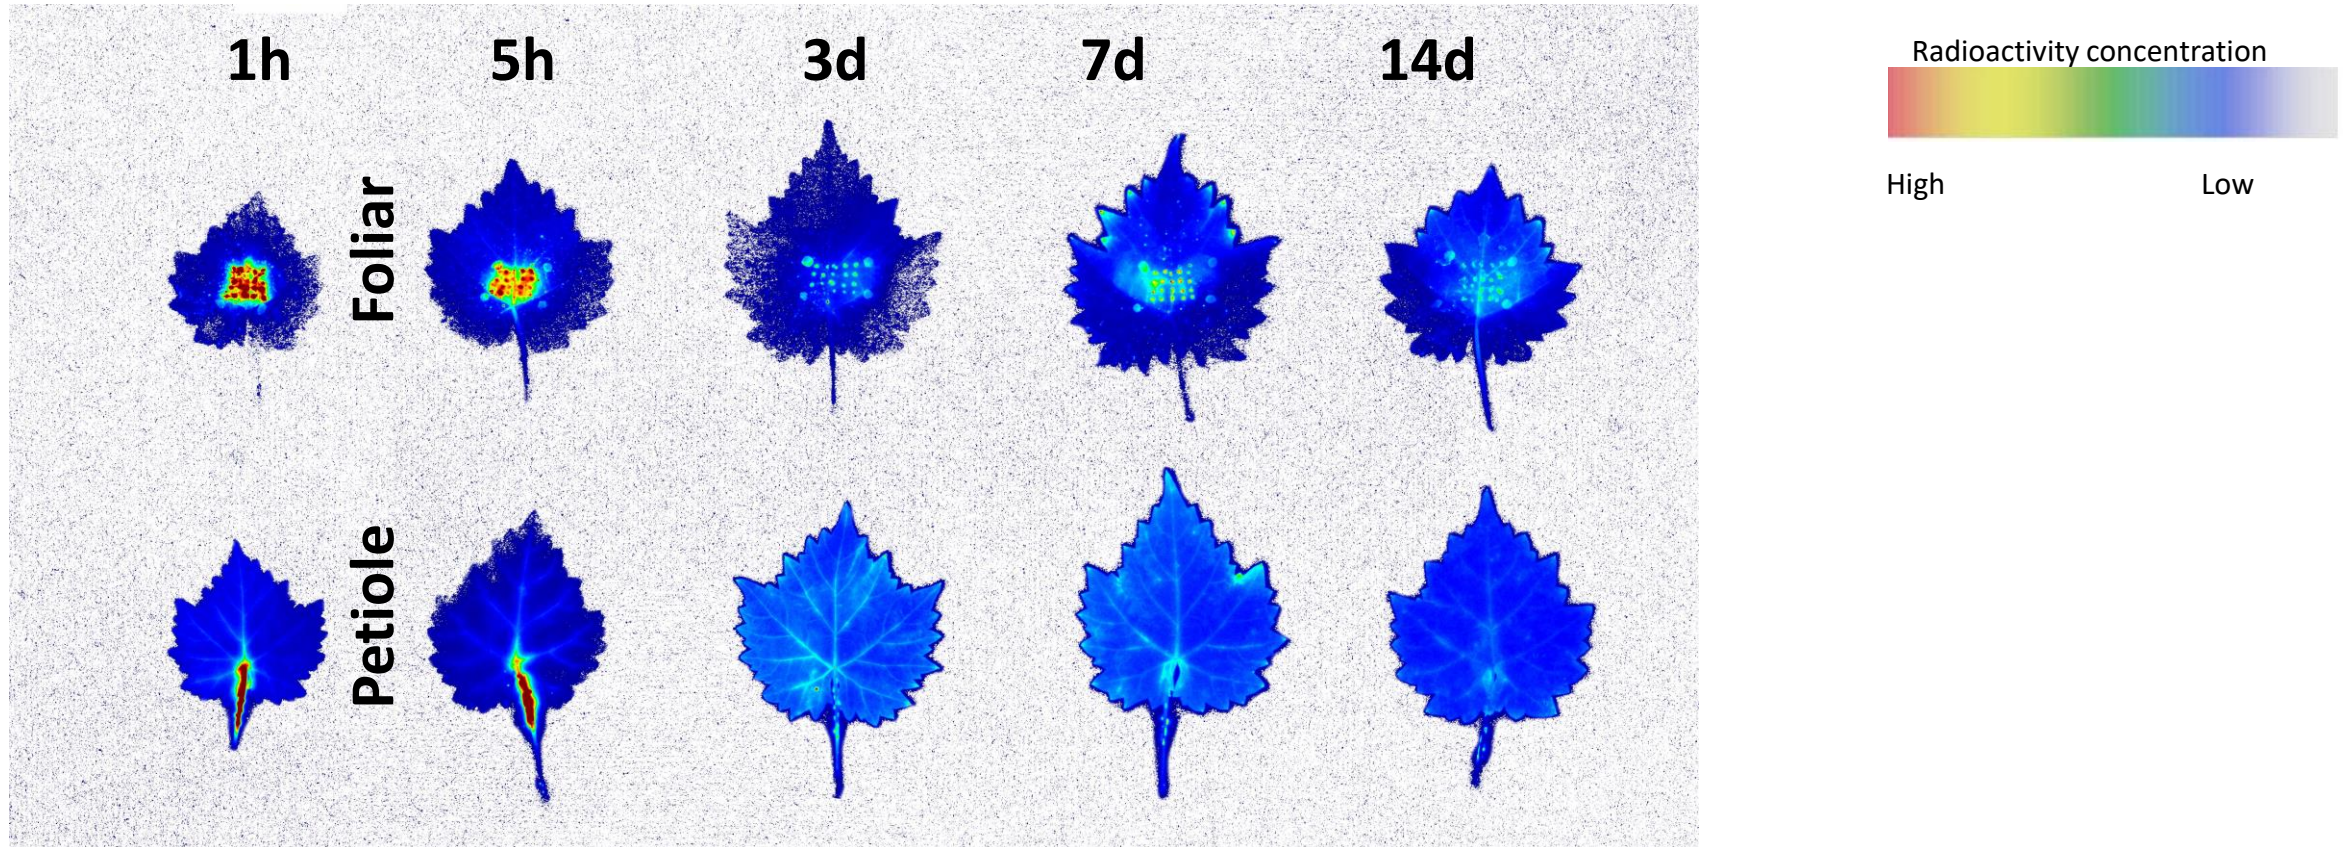 1h 5h 3d 7d 14d
Radioactivity concentration
High Low
Foliar
Petiole